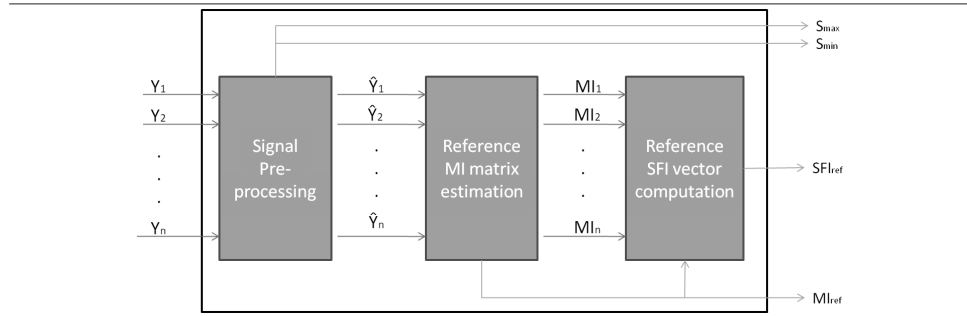 Smax
Smin
Y1
Y2
.
.
.
Yn
Signal
Pre-
processing
Ŷ1
Ŷ2
.
.
.
Ŷn
Reference
MI matrix
estimation
MI1
MI2
.
.
.
MIn
Reference
SFI vector
computation
SFIref
MIref